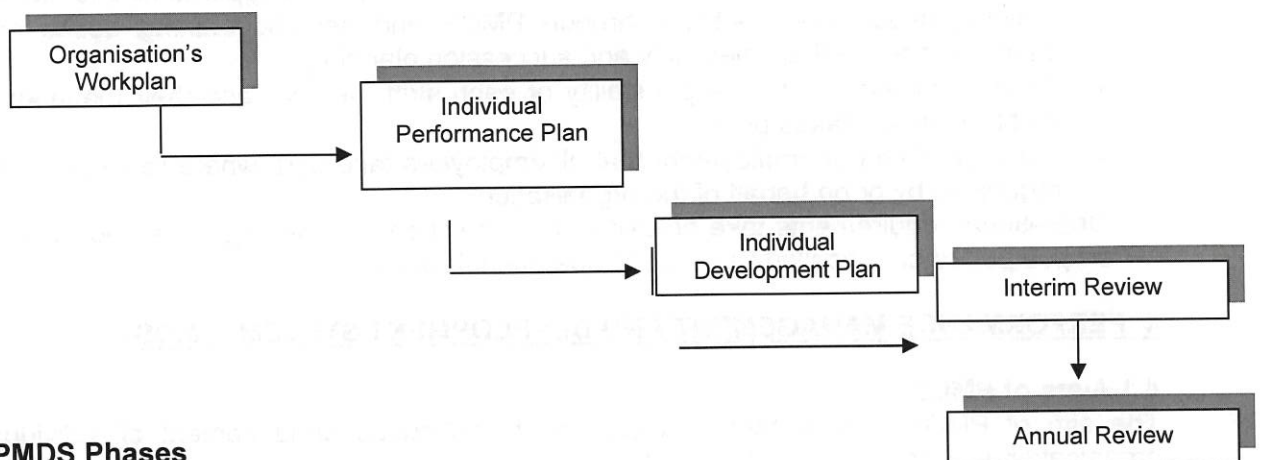 Organisation's
Workplan
Individual
Performance Plan
Individual
Development Plan
Interim Review
Annual Review
PMDS Phases